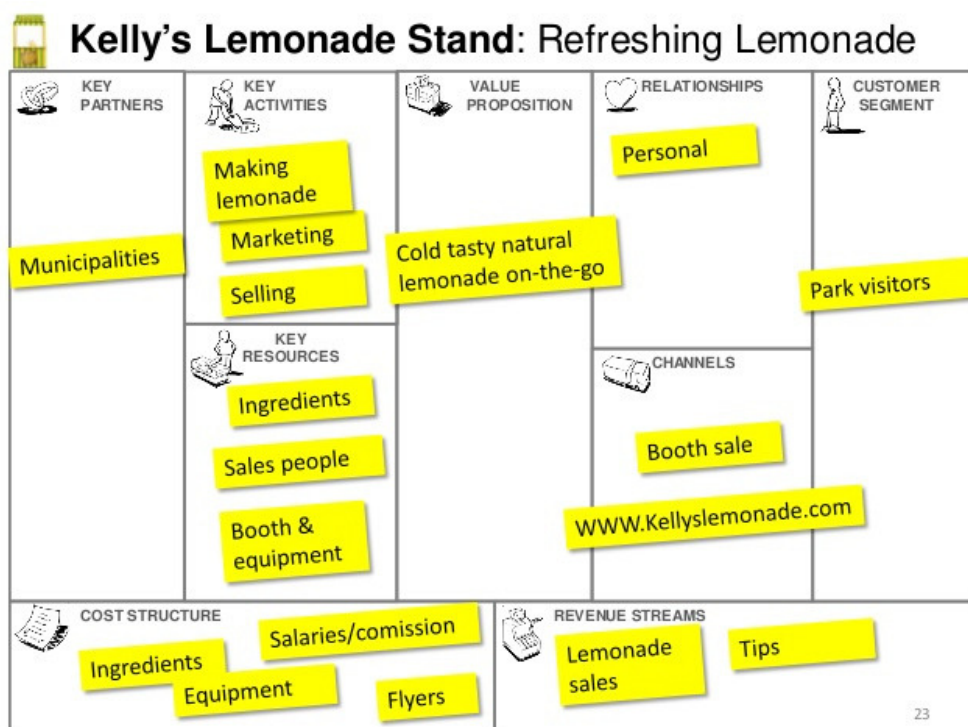 Kelly's Lemonade Stand: Refreshing Lemonade
KEY
PARTNERS
Municipalities
KEY
ACTIVITIES
Making
lemonade
Marketing
Selling
KEY
RESOURCES
Ingredients
Sales people
Booth &
equipment
VALUE
PROPOSITION
Cold tasty natural
lemonade on-the-go
RELATIONSHIPS
Personal
CHANNELS
Booth sale
WWW.Kellyslemonade.com
CUSTOMER
SEGMENT
Park visitors
COST STRUCTURE
Salaries/comission
Ingredients
Equipment
Flyers
REVENUE STREAMS
Lemonade
sales
Tips
23